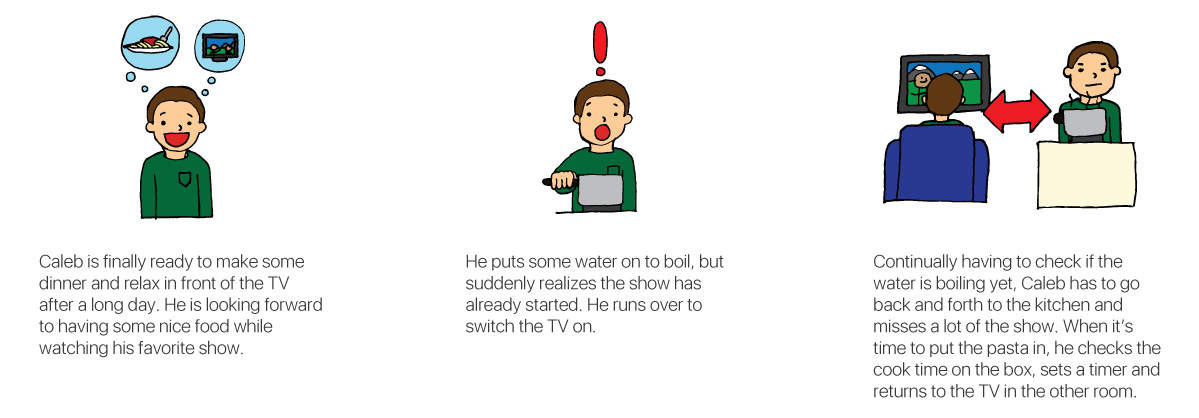 Caleb is finally ready to make some
dinner and relax in front of the TV
after a long day. He is looking forward
to having some nice food while
watching his favorite show.
He puts some water on to boil, but
suddenly realizes the show has
already started. He runs over to
switch the TV on.
Continually having to check if the
water is boiling yet, Caleb has to go
back and forth to the kitchen and
misses a lot of the show. When it’s
time to put the pasta in, he checks the
cook time on the box, sets a timer and
returns to the TV in the other room.